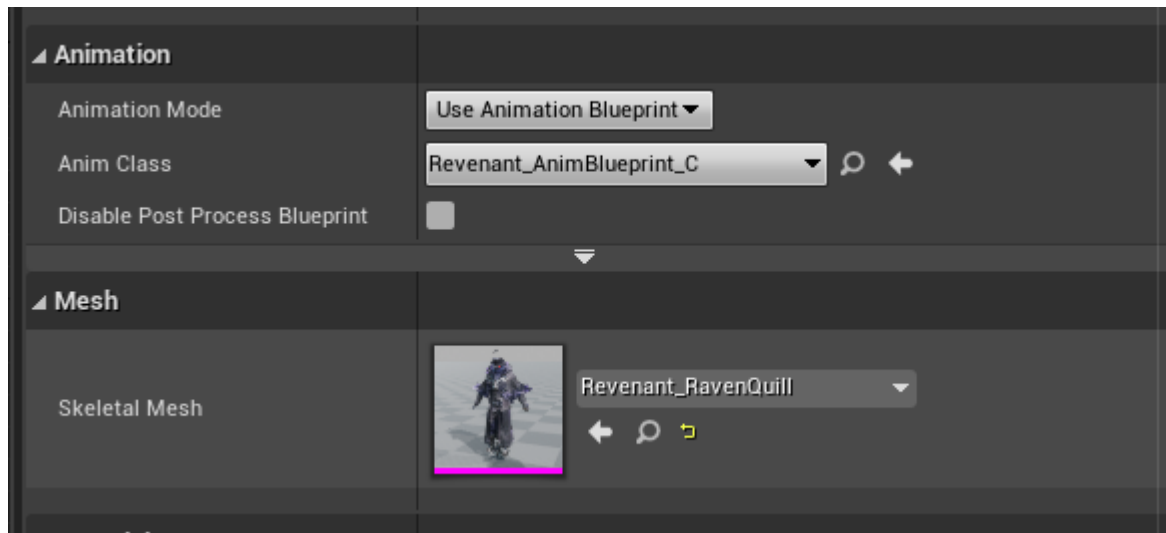 Animation
Animation Mode
Use Animation Blueprint
Anim Class
Revenant_AnimBlueprint_C
Disable Post Process Blueprint
Mesh
Skeletal Mesh
Revenant_RavenQuill